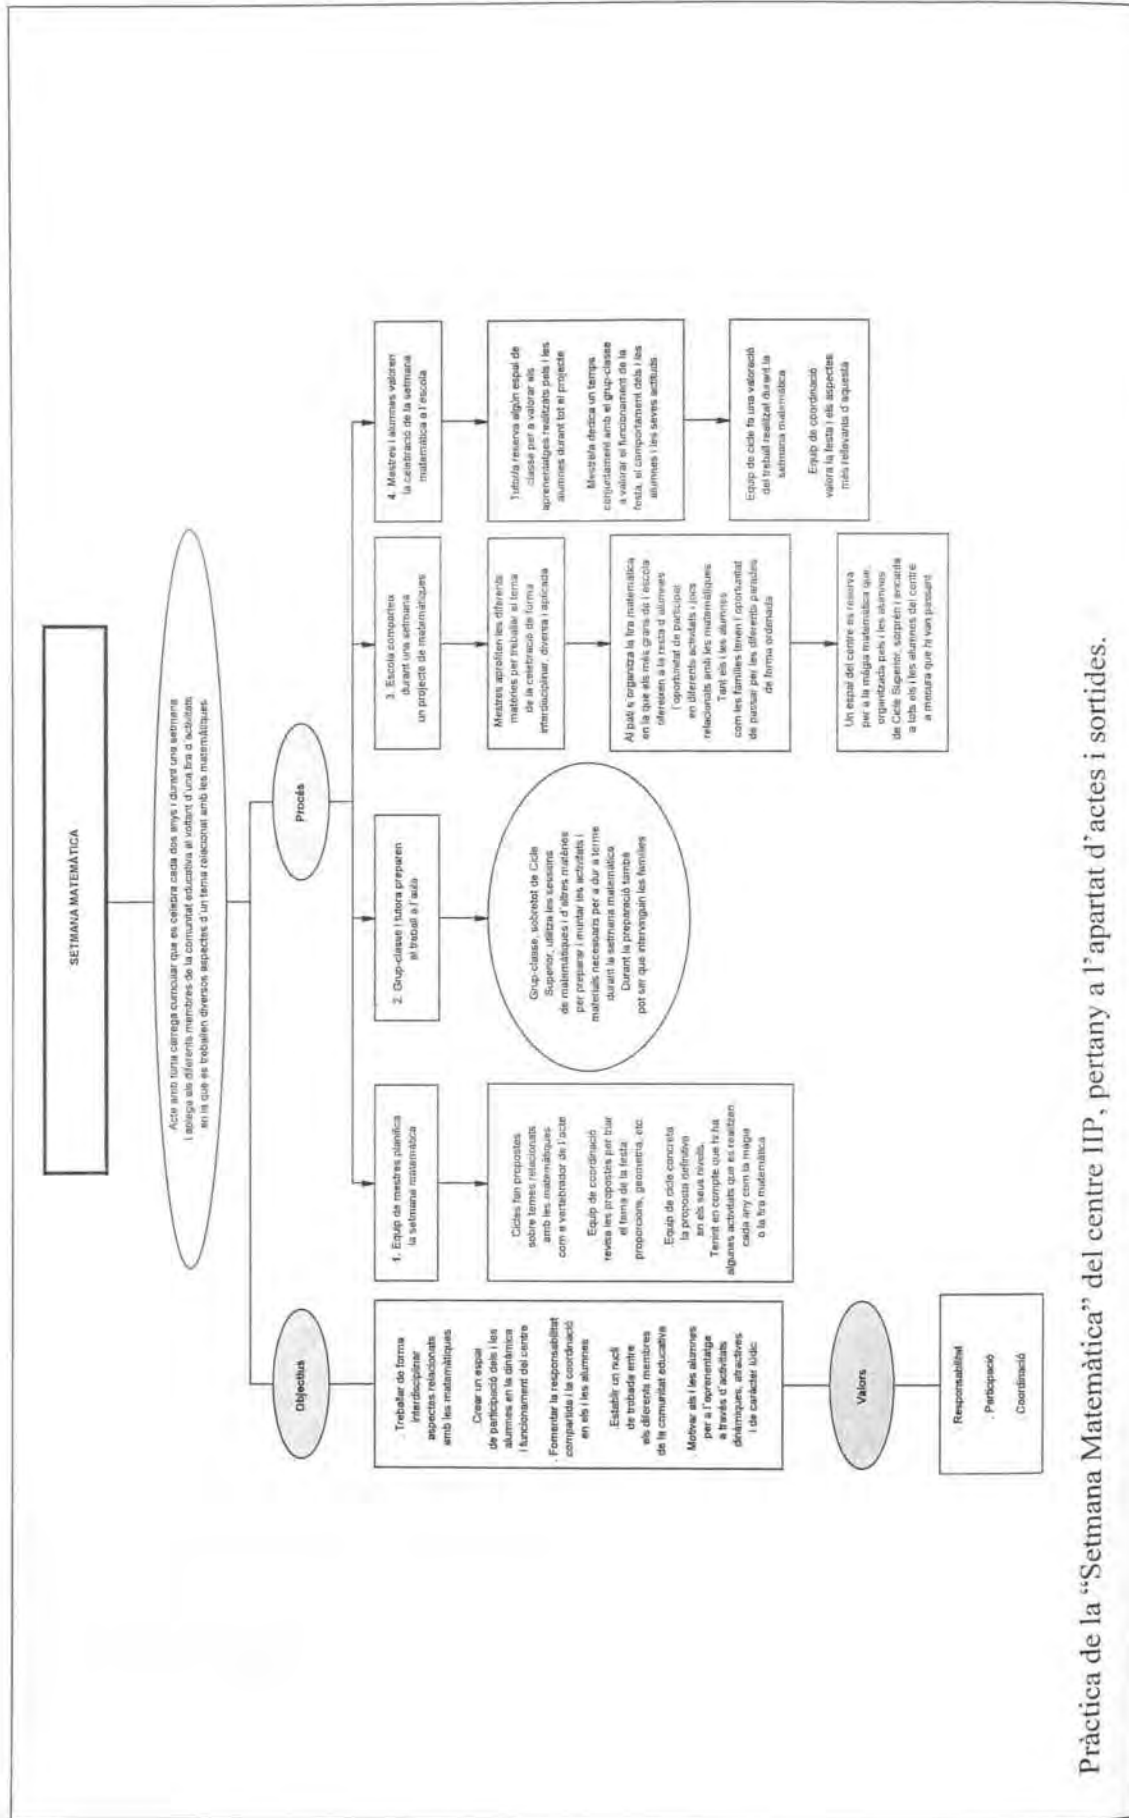 SETMANA MATEMÀTICA
Acte amb una càrrega curricular que es celebra cada dos anys i durant una setmana
i aplega als diferents membres de la comunitat educativa al voltant d'una fira d'activitats
en la que es treballen diversos aspectes d'un tema relacionat amb les matemàtiques
Objectius
. Treballar de forma
interdisciplinar
aspectes relacionats
amb les matemàtiques
. Crear un espai
de participació dels i les
alumnes en la dinàmica
i funcionament del centre
. Fomentar la responsabilitat
compartida i la coordinació
en els i les alumnes
. Establir un nucli
de trobada entre
els diferents membres
de la comunitat educativa
. Motivar als i les alumnes
per a l'aprenentatge
a través d'activitats
dinàmiques, atractives
i de caràcter lúdic
Valors
. Responsabilitat
. Participació
. Coordinació
Procés
1. Equip de mestres planifica
la setmana matemàtica
. Cicles fan propostes
sobre temes relacionats
amb les matemàtiques
com a vertebrador de l'acte
. Equip de coordinació
revisa les propostes per triar
el tema de la festa:
proporcions, geometria, etc.
. Equip de cicle concreta
la proposta definitiva
en els seus nivells.
Tenint en compte que hi ha
algunes activitats que es realitzen
cada any com la màgia
o la fira matemàtica
2. Grup-classe i tutora preparen
el treball a l'aula
Grup-classe, sobretot de Cicle
Superior, utilitza les sessions
de matemàtiques i d'altres matèries
per preparar i muntar les activitats i
materials necessaris per a dur a terme
durant la setmana matemàtica.
Durant la preparació també
pot ser que intervinguin les famílies
3. Escola comparteix
durant una setmana
un projecte de matemàtiques
Mestres aprofiten les diferents
matèries per treballar el tema
de la celebració de forma
interdisciplinar, diversa i aplicada
Al pati s'organitza la fira matemàtica
en la que els més grans de l'escola
ofereixen a la resta d'alumnes
l'oportunitat de participar
en diferents activitats i jocs
relacionats amb les matemàtiques.
Tant els i les alumnes
com les famílies tenen l'oportunitat
de passar per les diferents parades
de forma ordenada
Un espai del centre es reserva
per a la màgia matemàtica que,
organitzada pels i les alumnes
de Cicle Superior, sorprèn i encanta
a tots els i les alumnes del centre
a mesura que hi van passant
4. Mestres i alumnes valoren
la celebració de la setmana
matemàtica a l'escola
Tutor/a reserva algún espai de
classe per a valorar els
aprenentatges realitzats pels i les
alumnes durant tot el projecte
Mestre/a dedica un temps
conjuntament amb el grup-classe
a valorar el funcionament de la
festa, el comportament dels i les
alumnes i les seves actituds
Equip de cicle fa una valoració
del treball realitzat durant la
setmana matemàtica
Equip de coordinació
valora la festa i els aspectes
més rellevants d'aquesta
Pràctica de la “Setmana Matemàtica” del centre IIP, pertany a l'apartat d'actes i sortides.